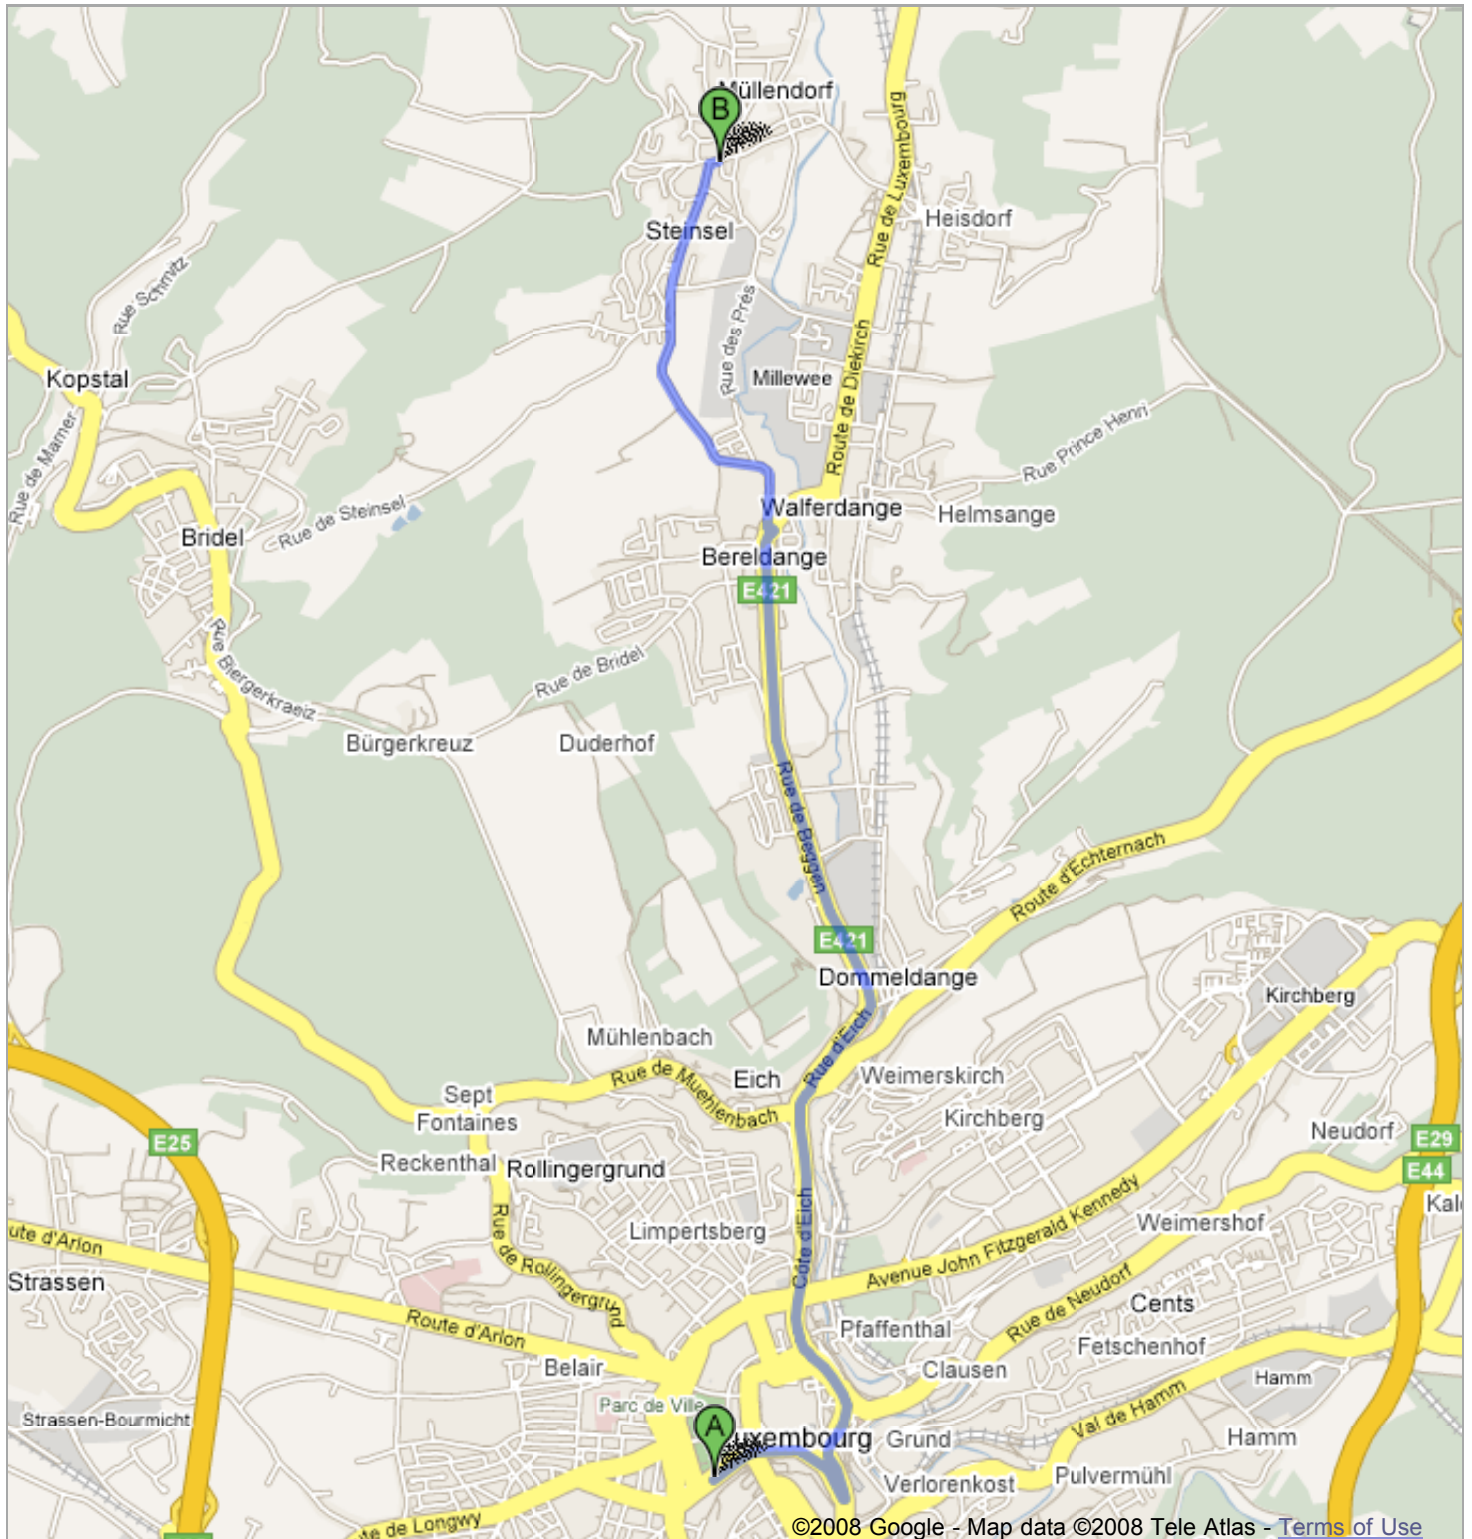 Müllendorf
B
Rue de Luxembourg
Heisdorf
Steinsel
Rue Schmitz
Rue des Prés
Kopstal
Millewee
Route de Diekirch
Rue de Mamer
Rue Prince Henri
Rue de Steinsel
Walferdange
Helmsange
Bridel
Bereldange
E421
Rue Biergerkraeiz
Rue de Bridel
Bürgerkreuz
Duderhof
Rue de Beggen
Route d'Echternach
E421
Dommeldange
Kirchberg
Rue d'Eich
Mühlenbach
Rue de Muehlenbach
Eich
Weimerskirch
Sept
Fontaines
Kirchberg
Neudorf
E25
E29
E44
Reckenthal
Rollingergrund
Kal
Limpertsberg
Weimershof
Côte d'Eich
Avenue John Fitzgerald Kennedy
ute d'Arlon
Rue de Rollingergrund
Strassen
Cents
Rue de Neudorf
Route d'Arlon
Pfaffenthal
Fetschenhof
Belair
Clausen
Hamm
Parc de Ville
Strassen-Bourmicht
Val de Hamm
A
uxembourg
Grund
Hamm
Verlorenkost
Pulvermühl
te de Longwy
©2008 Google - Map data ©2008 Tele Atlas - Terms of Use